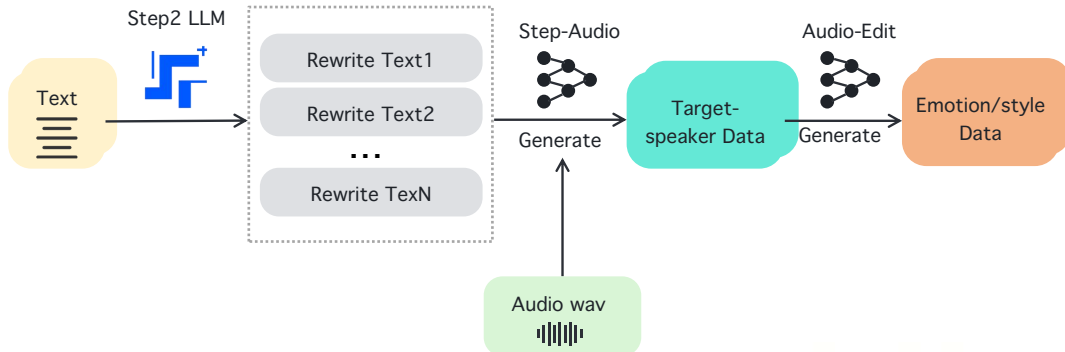 Step2 LLM
Text
Rewrite Text1
Rewrite Text2
...
Rewrite TexN
Step-Audio
Generate
Audio wav
Target-
speaker Data
Audio-Edit
Generate
Emotion/style
Data